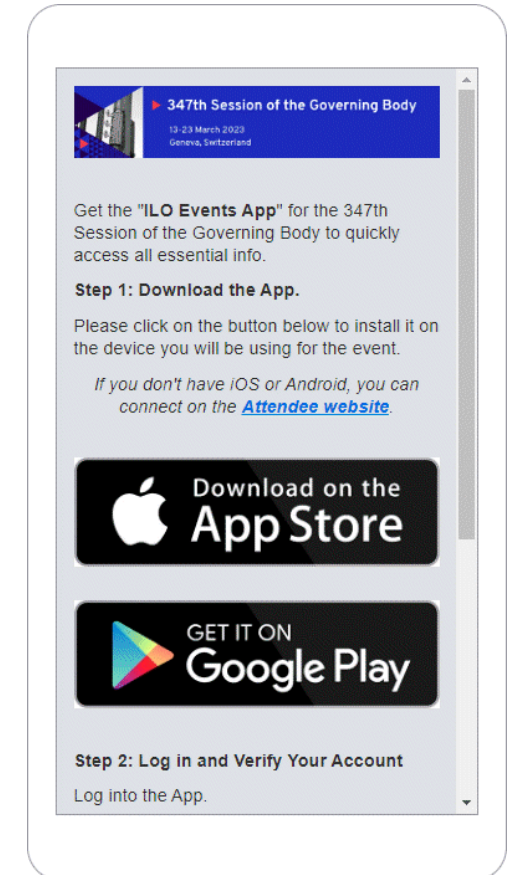 347th Session of the Governing Body
13-23 March 2023
Geneva, Switzerland
Get the "ILO Events App" for the 347th
Session of the Governing Body to quickly
access all essential info.
Step 1: Download the App.
Please click on the button below to install it on
the device you will be using for the event.
If you don't have iOS or Android, you can
connect on the Attendee website.
Download on the
App Store
GET IT ON
Google Play
Step 2: Log in and Verify Your Account
Log into the App.